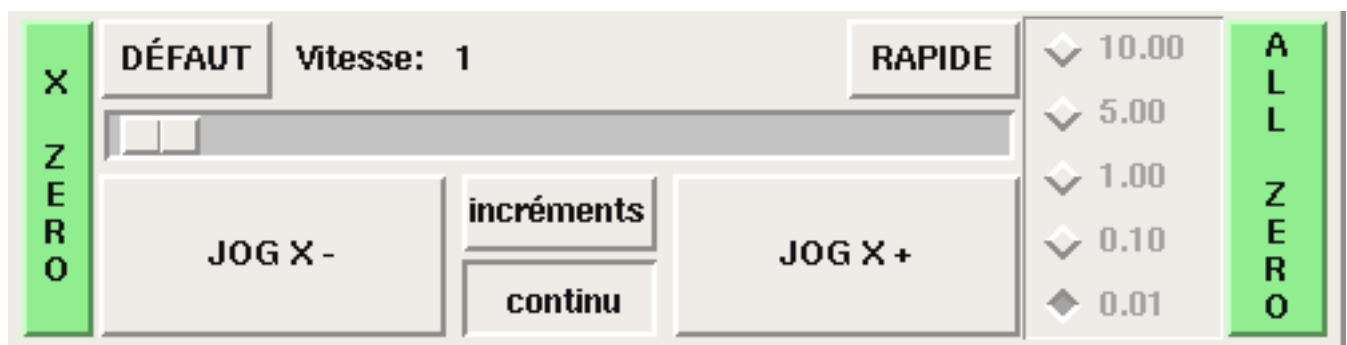 X ZERO
DÉFAUT Vitesse: 1 RAPIDE
JOG X -
incréments
continu
JOG X +
10.00
5.00
1.00
0.10
0.01
ALL ZERO